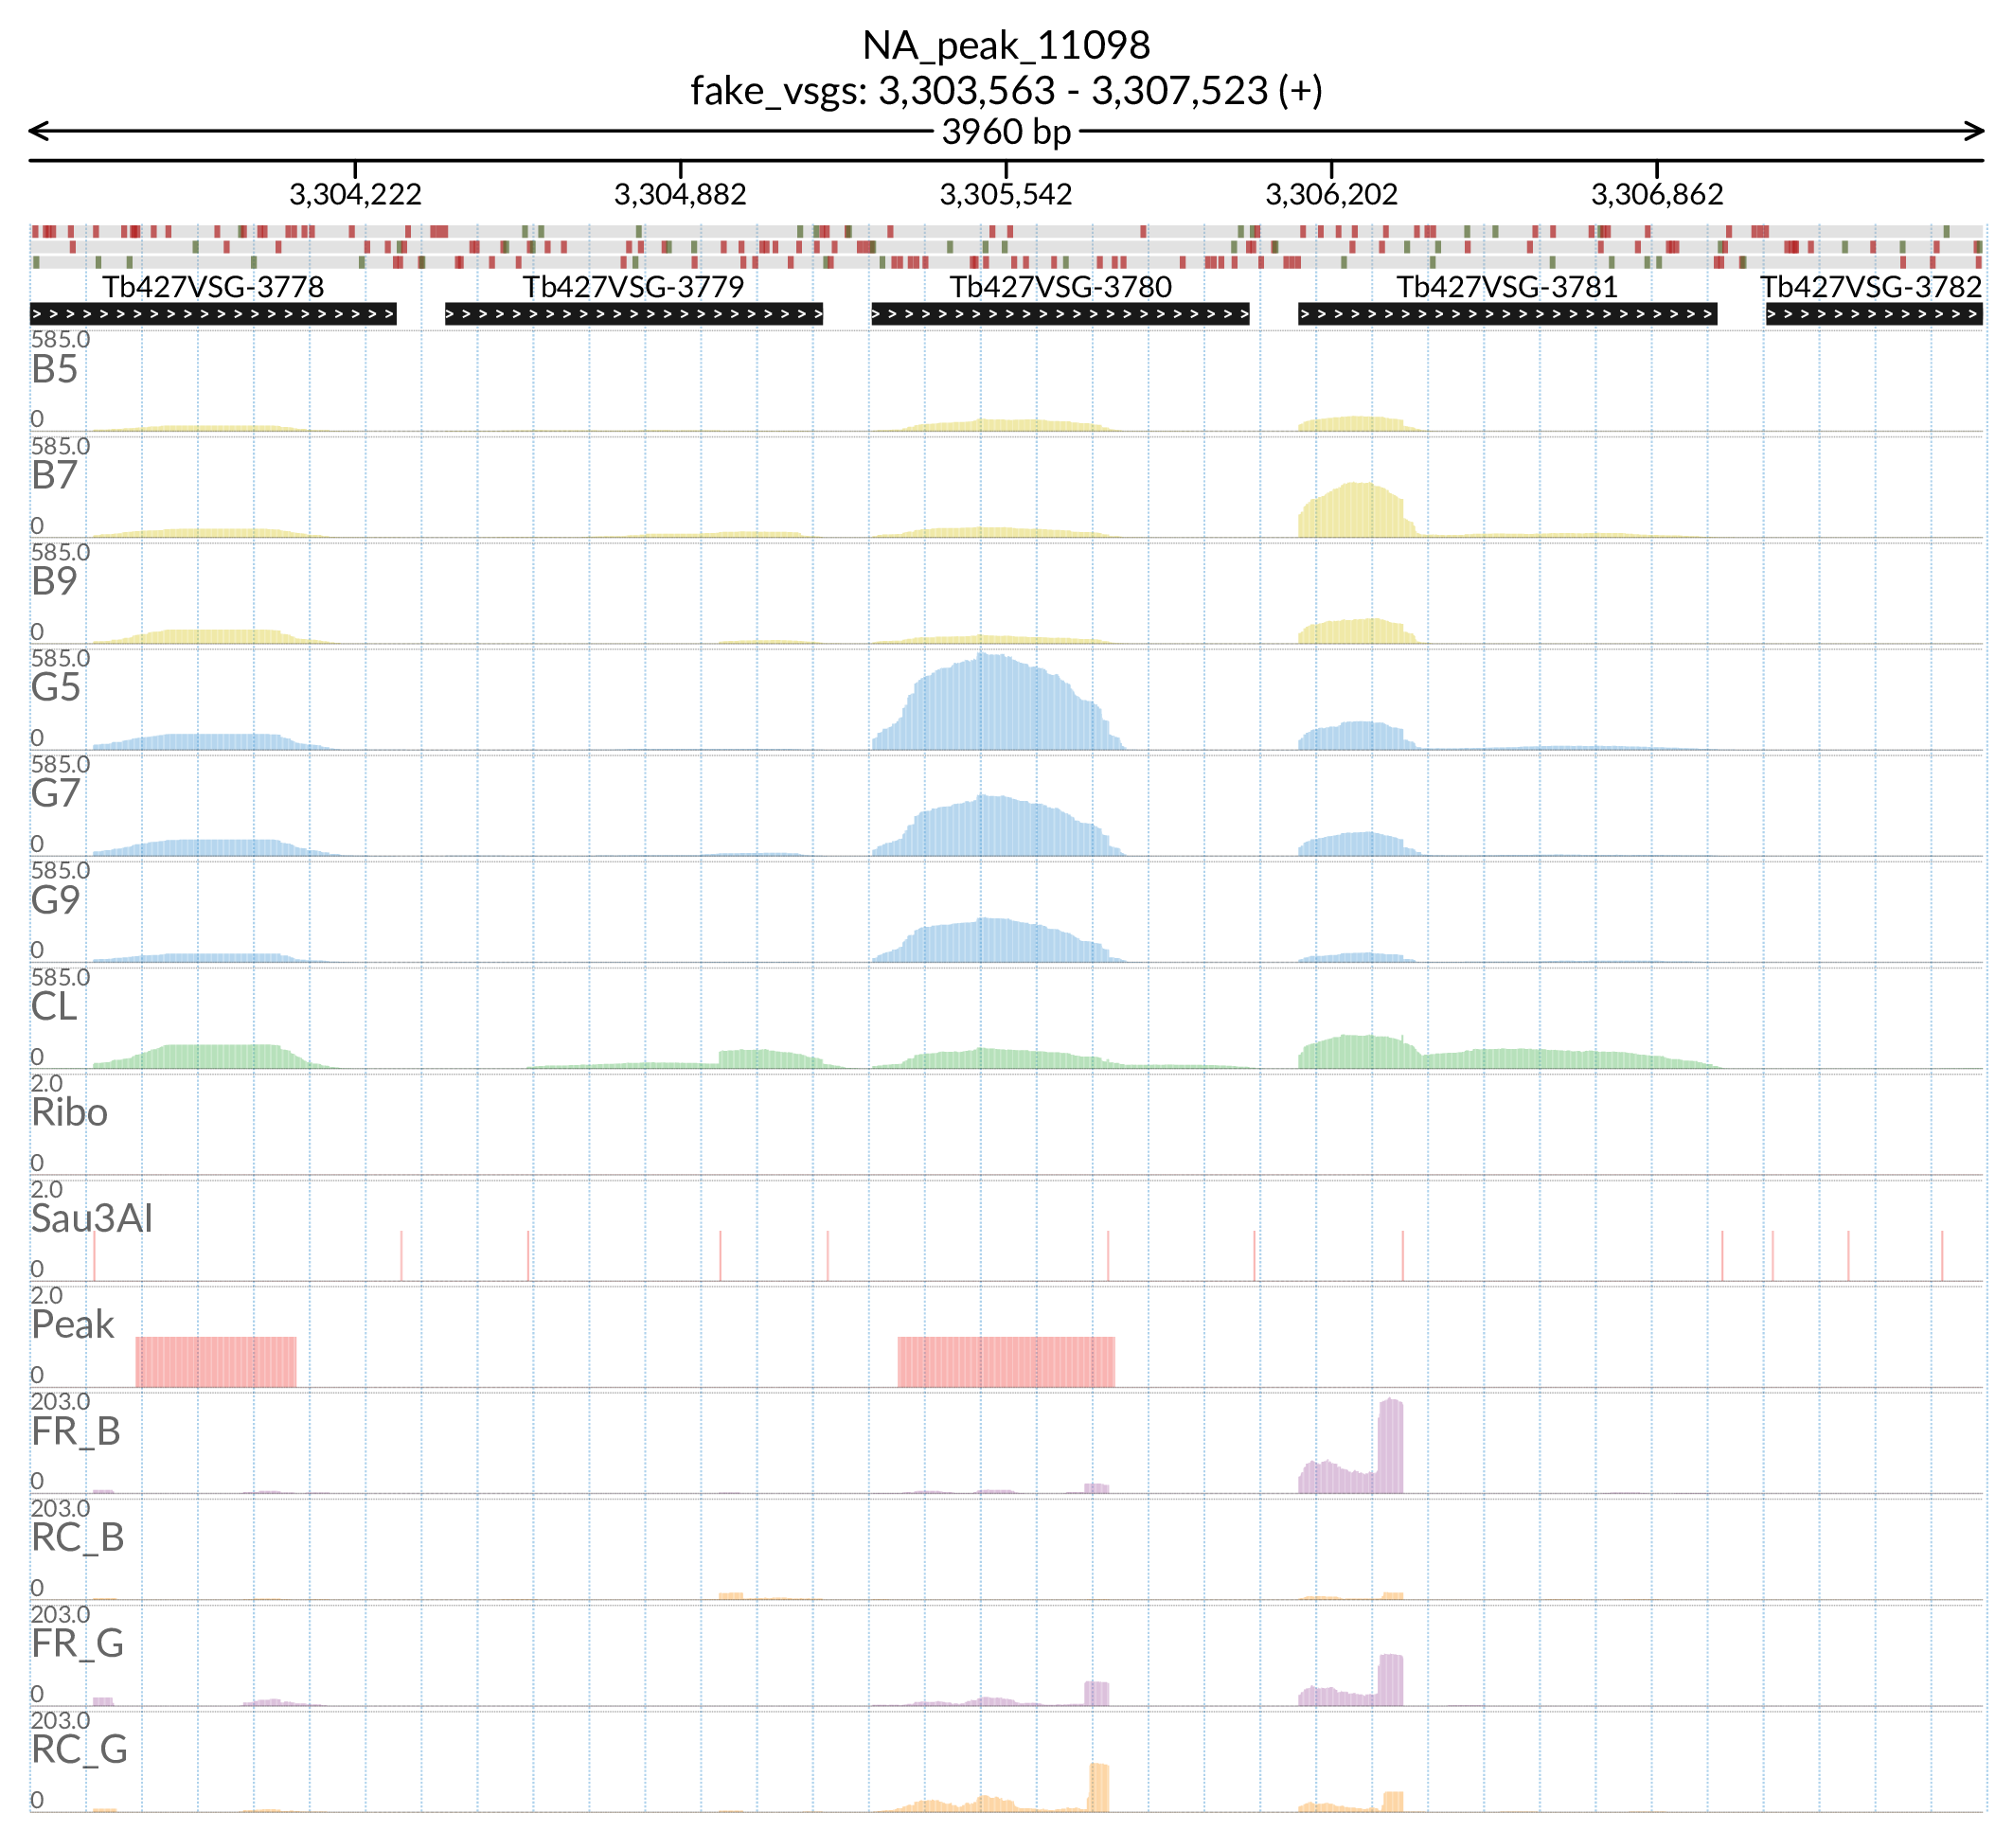 NA_peak_11098
fake_vsgs: 3,303,563 - 3,307,523 (+)
3960 bp
3,304,222 3,304,882 3,305,542 3,306,202 3,306,862
Tb427VSG-3778 Tb427VSG-3779 Tb427VSG-3780 Tb427VSG-3781 Tb427VSG-3782
585.0
B5
0
585.0
B7
0
585.0
B9
0
585.0
G5
0
585.0
G7
0
585.0
G9
0
585.0
CL
0
2.0
Ribo
0
2.0
Sau3AI
0
2.0
Peak
0
203.0
FR_B
0
203.0
RC_B
0
203.0
FR_G
0
203.0
RC_G
0